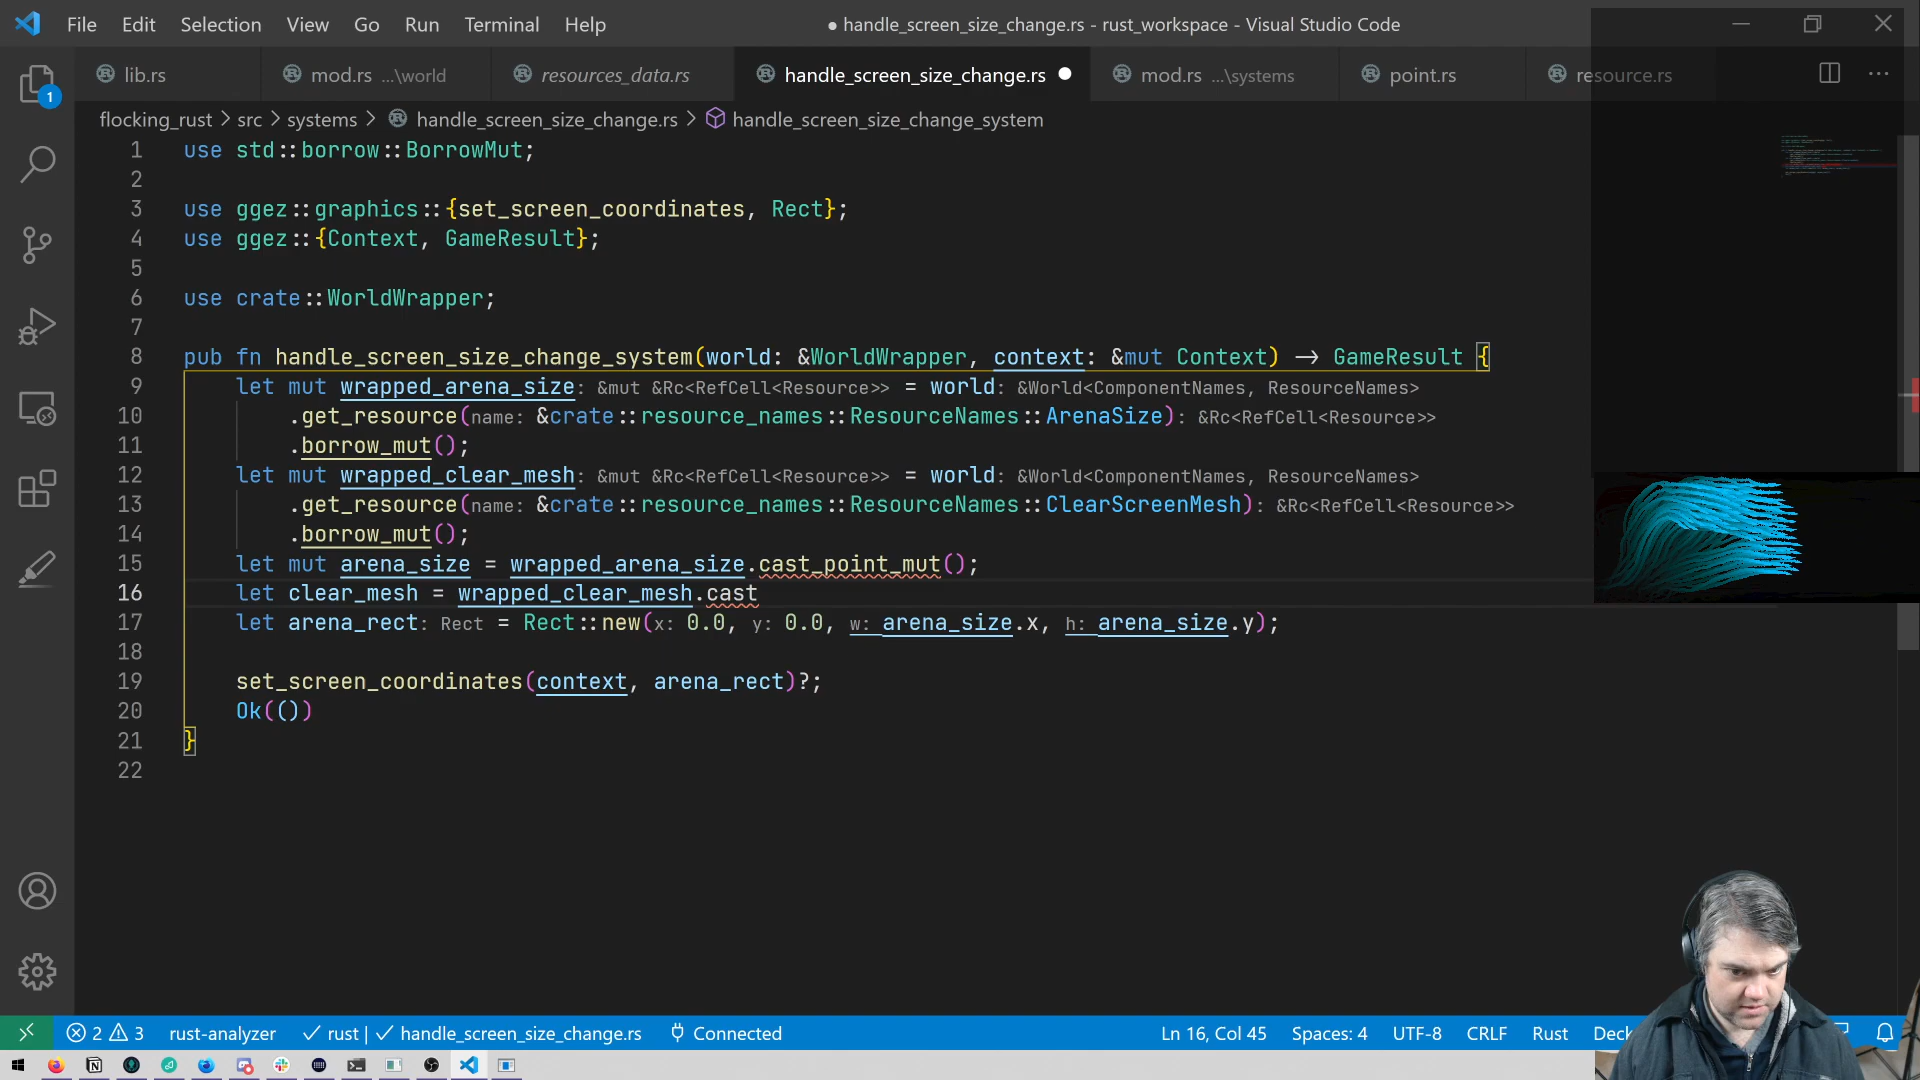 File Edit Selection View Go Run Terminal Help ● handle_screen_size_change.rs - rust_workspace - Visual Studio Code
lib.rs mod.rs ...\world resources_data.rs handle_screen_size_change.rs mod.rs ...\systems point.rs resource.rs
1
flocking_rust > src > systems > handle_screen_size_change.rs > handle_screen_size_change_system
1 use std::borrow::BorrowMut;
2
3 use ggez::graphics::{set_screen_coordinates, Rect};
4 use ggez::{Context, GameResult};
5
6 use crate::WorldWrapper;
7
8 pub fn handle_screen_size_change_system(world: &WorldWrapper, context: &mut Context) -> GameResult {
9 let mut wrapped_arena_size: &mut &Rc<RefCell<Resource>> = world: &World<ComponentNames, ResourceNames>
10 .get_resource(name: &crate::resource_names::ResourceNames::ArenaSize): &Rc<RefCell<Resource>>
11 .borrow_mut();
12 let mut wrapped_clear_mesh: &mut &Rc<RefCell<Resource>> = world: &World<ComponentNames, ResourceNames>
13 .get_resource(name: &crate::resource_names::ResourceNames::ClearScreenMesh): &Rc<RefCell<Resource>>
14 .borrow_mut();
15 let mut arena_size = wrapped_arena_size.cast_point_mut();
16 let clear_mesh = wrapped_clear_mesh.cast
17 let arena_rect: Rect = Rect::new(x: 0.0, y: 0.0, w: arena_size.x, h: arena_size.y);
18
19 set_screen_coordinates(context, arena_rect)?;
20 Ok(())
21 }
22
2 3 rust-analyzer rust | handle_screen_size_change.rs Connected Ln 16, Col 45 Spaces: 4 UTF-8 CRLF Rust